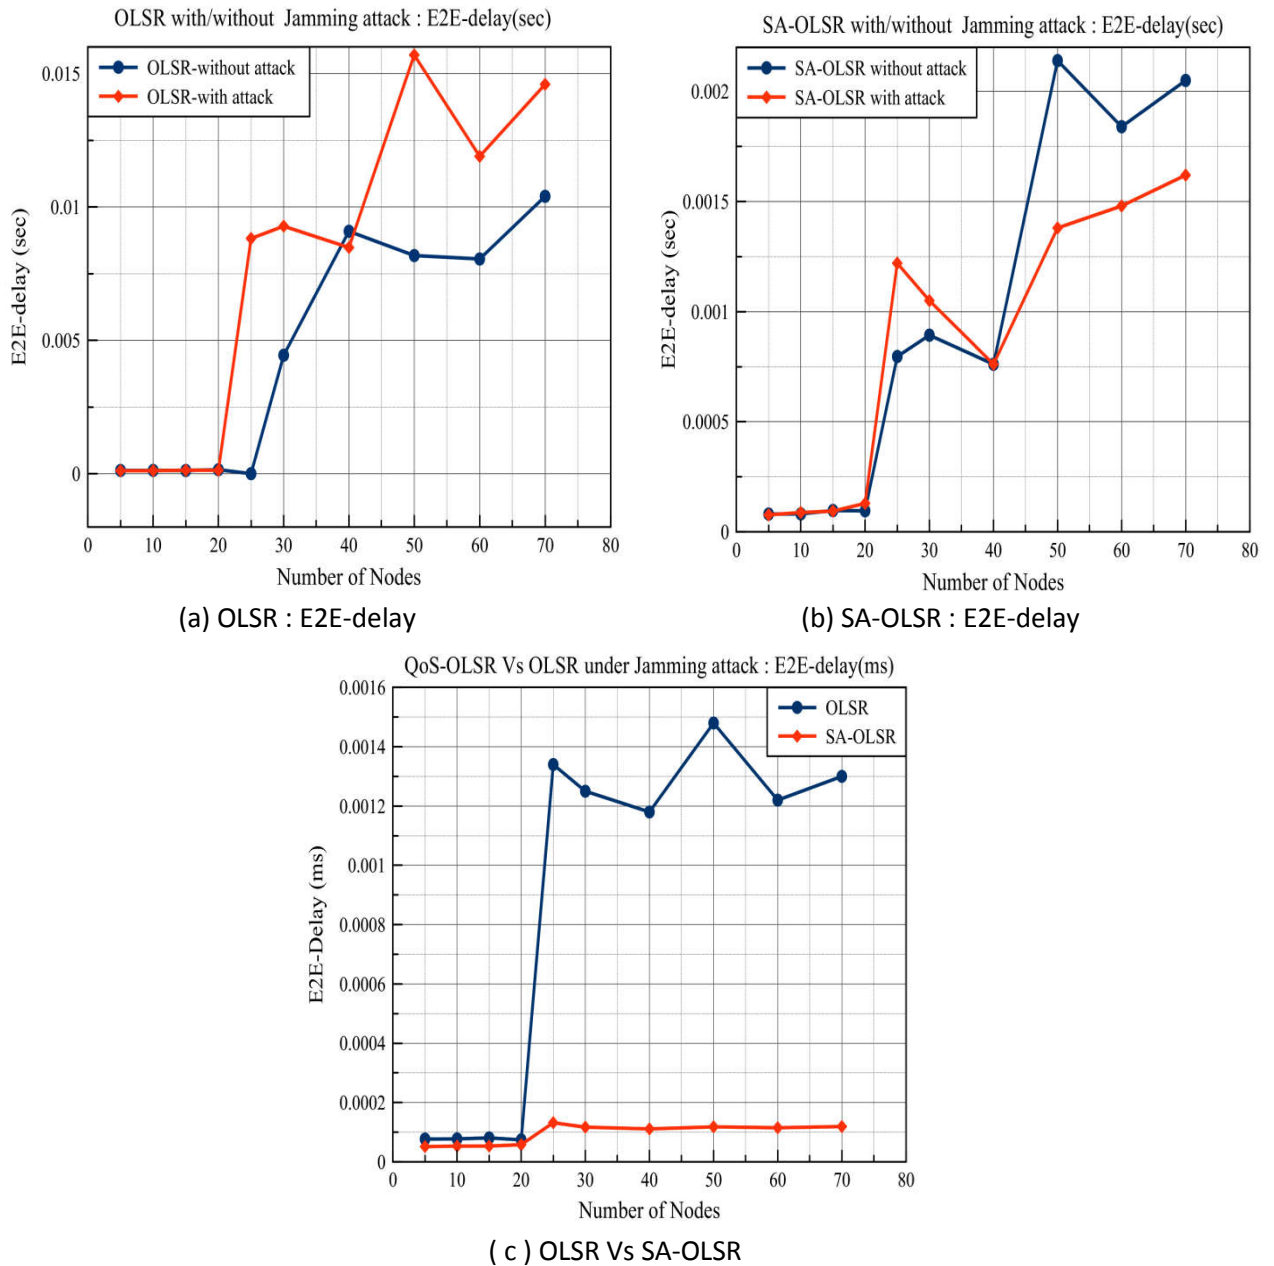 OLSR with/without Jamming attack : E2E-delay(sec)
OLSR-without attack
OLSR-with attack
0.015
0.01
0.005
0
E2E-delay (sec)
0 10 20 30 40 50 60 70 80
Number of Nodes
(a) OLSR : E2E-delay
SA-OLSR with/without Jamming attack : E2E-delay(sec)
SA-OLSR without attack
SA-OLSR with attack
0.002
0.0015
0.001
0.0005
0
E2E-delay (sec)
0 10 20 30 40 50 60 70 80
Number of Nodes
(b) SA-OLSR : E2E-delay
QoS-OLSR Vs OLSR under Jamming attack : E2E-delay(ms)
OLSR
SA-OLSR
0.0016
0.0014
0.0012
0.001
0.0008
0.0006
0.0004
0.0002
0
E2E-Delay (ms)
0 10 20 30 40 50 60 70 80
Number of Nodes
( c ) OLSR Vs SA-OLSR